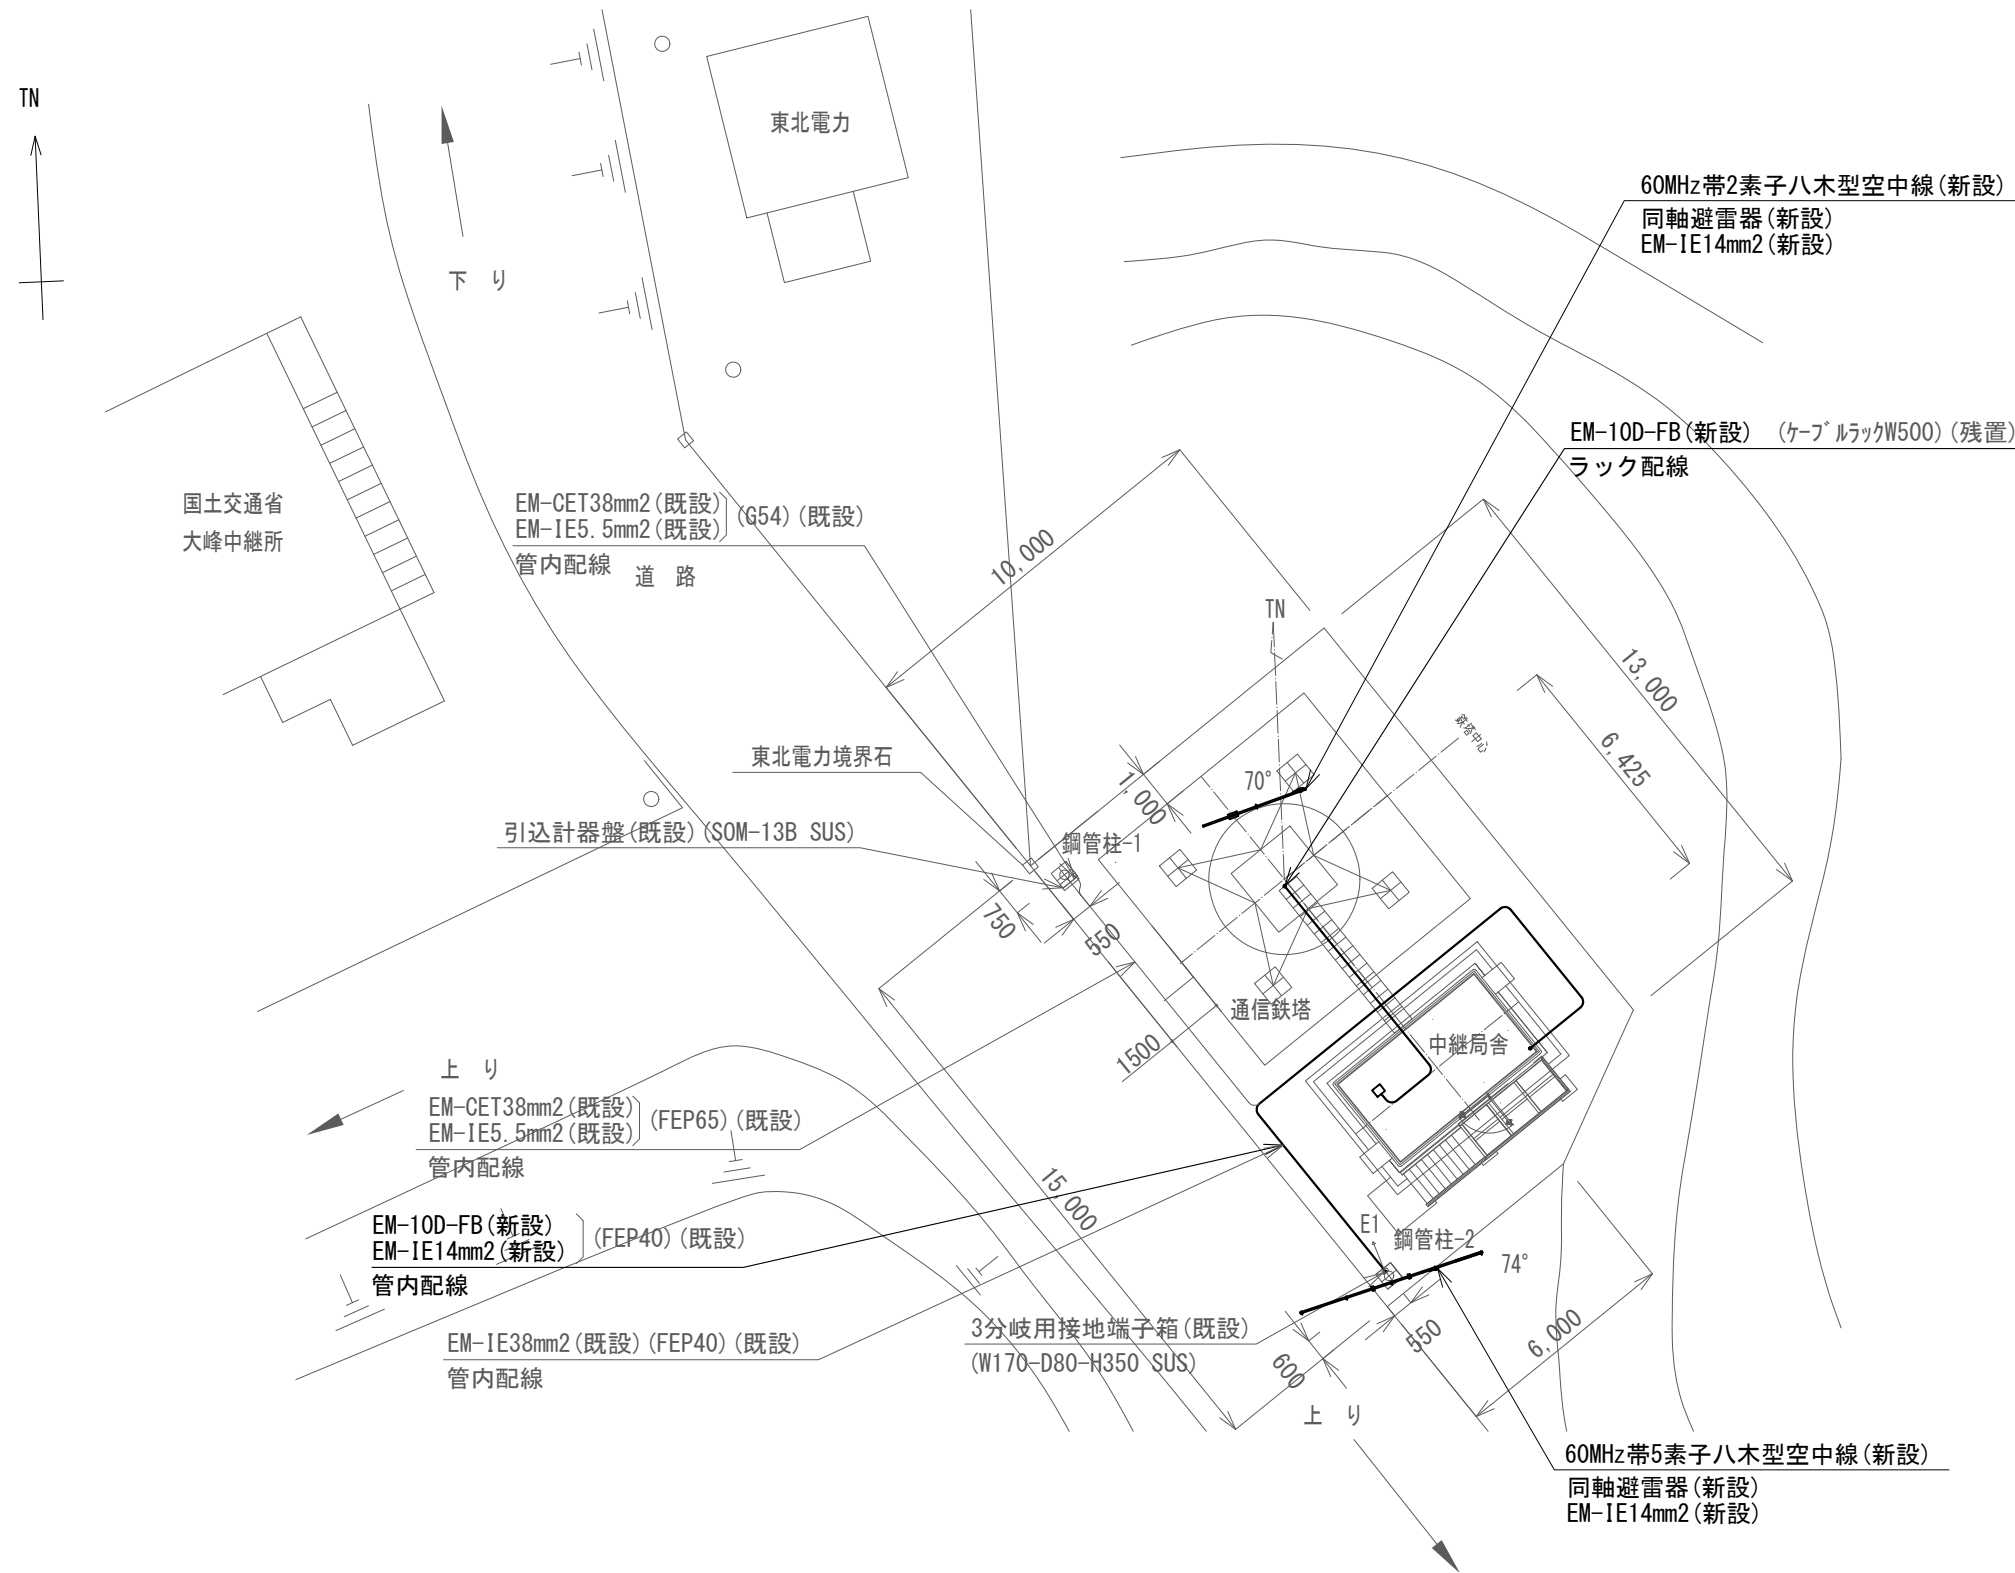 TN
東北電力
下 り
60MHz帯2素子八木型空中線(新設)
同軸避雷器(新設)
EM-IE14mm2(新設)
EM-10D-FB(新設) (ケーブルラックW500)(残置)
ラック配線
国土交通省
大峰中継所
EM-CET38mm2(既設)
EM-IE5.5mm2(既設)
(G54)(既設)
管内配線
道 路
10,000
TN
13,000
6,425
鉄塔中心
東北電力境界石
1,000
70°
引込計器盤(既設)(SOM-13B SUS)
鋼管柱-1
750
550
通信鉄塔
1500
中継局舎
上 り
EM-CET38mm2(既設)
EM-IE5.5mm2(既設)
(FEP65)(既設)
管内配線
15,000
EM-10D-FB(新設)
EM-IE14mm2(新設)
(FEP40)(既設)
管内配線
E1
鋼管柱-2
74°
3分岐用接地端子箱(既設)
(W170-D80-H350 SUS)
EM-IE38mm2(既設)(FEP40)(既設)
管内配線
600
550
6,000
上 り
60MHz帯5素子八木型空中線(新設)
同軸避雷器(新設)
EM-IE14mm2(新設)